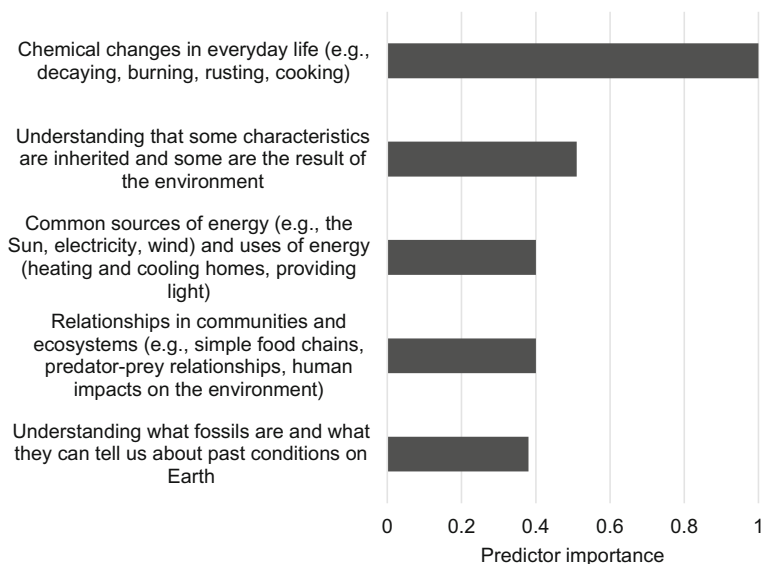 Chemical changes in everyday life (e.g.,
decaying, burning, rusting, cooking)
Understanding that some characteristics
are inherited and some are the result of
the environment
Common sources of energy (e.g., the
Sun, electricity, wind) and uses of energy
(heating and cooling homes, providing
light)
Relationships in communities and
ecosystems (e.g., simple food chains,
predator-prey relationships, human
impacts on the environment)
Understanding what fossils are and what
they can tell us about past conditions on
Earth
0 0.2 0.4 0.6 0.8 1
Predictor importance